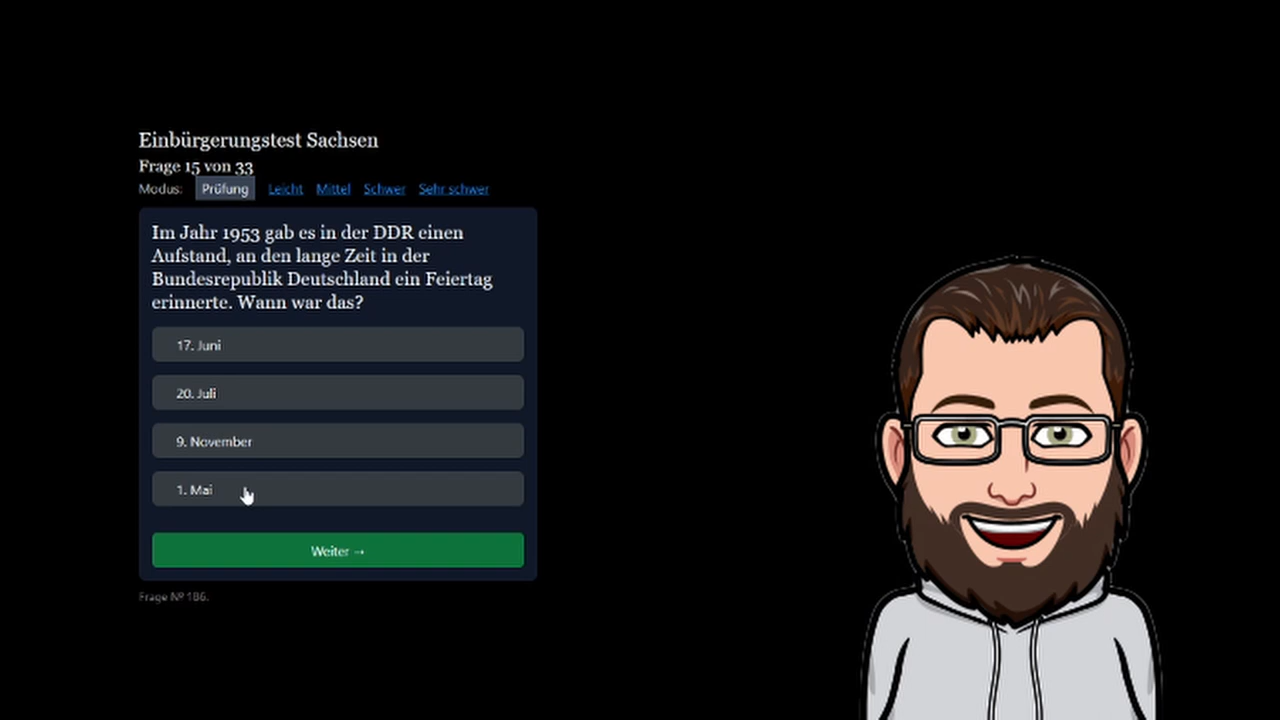 Einbürgerungstest Sachsen
Frage 15 von 33
Modus: Prüfung Leicht Mittel Schwer Sehr schwer
Im Jahr 1953 gab es in der DDR einen
Aufstand, an den lange Zeit in der
Bundesrepublik Deutschland ein Feiertag
erinnerte. Wann war das?
17. Juni
20. Juli
9. November
1. Mai
Weiter →
Frage № 186.